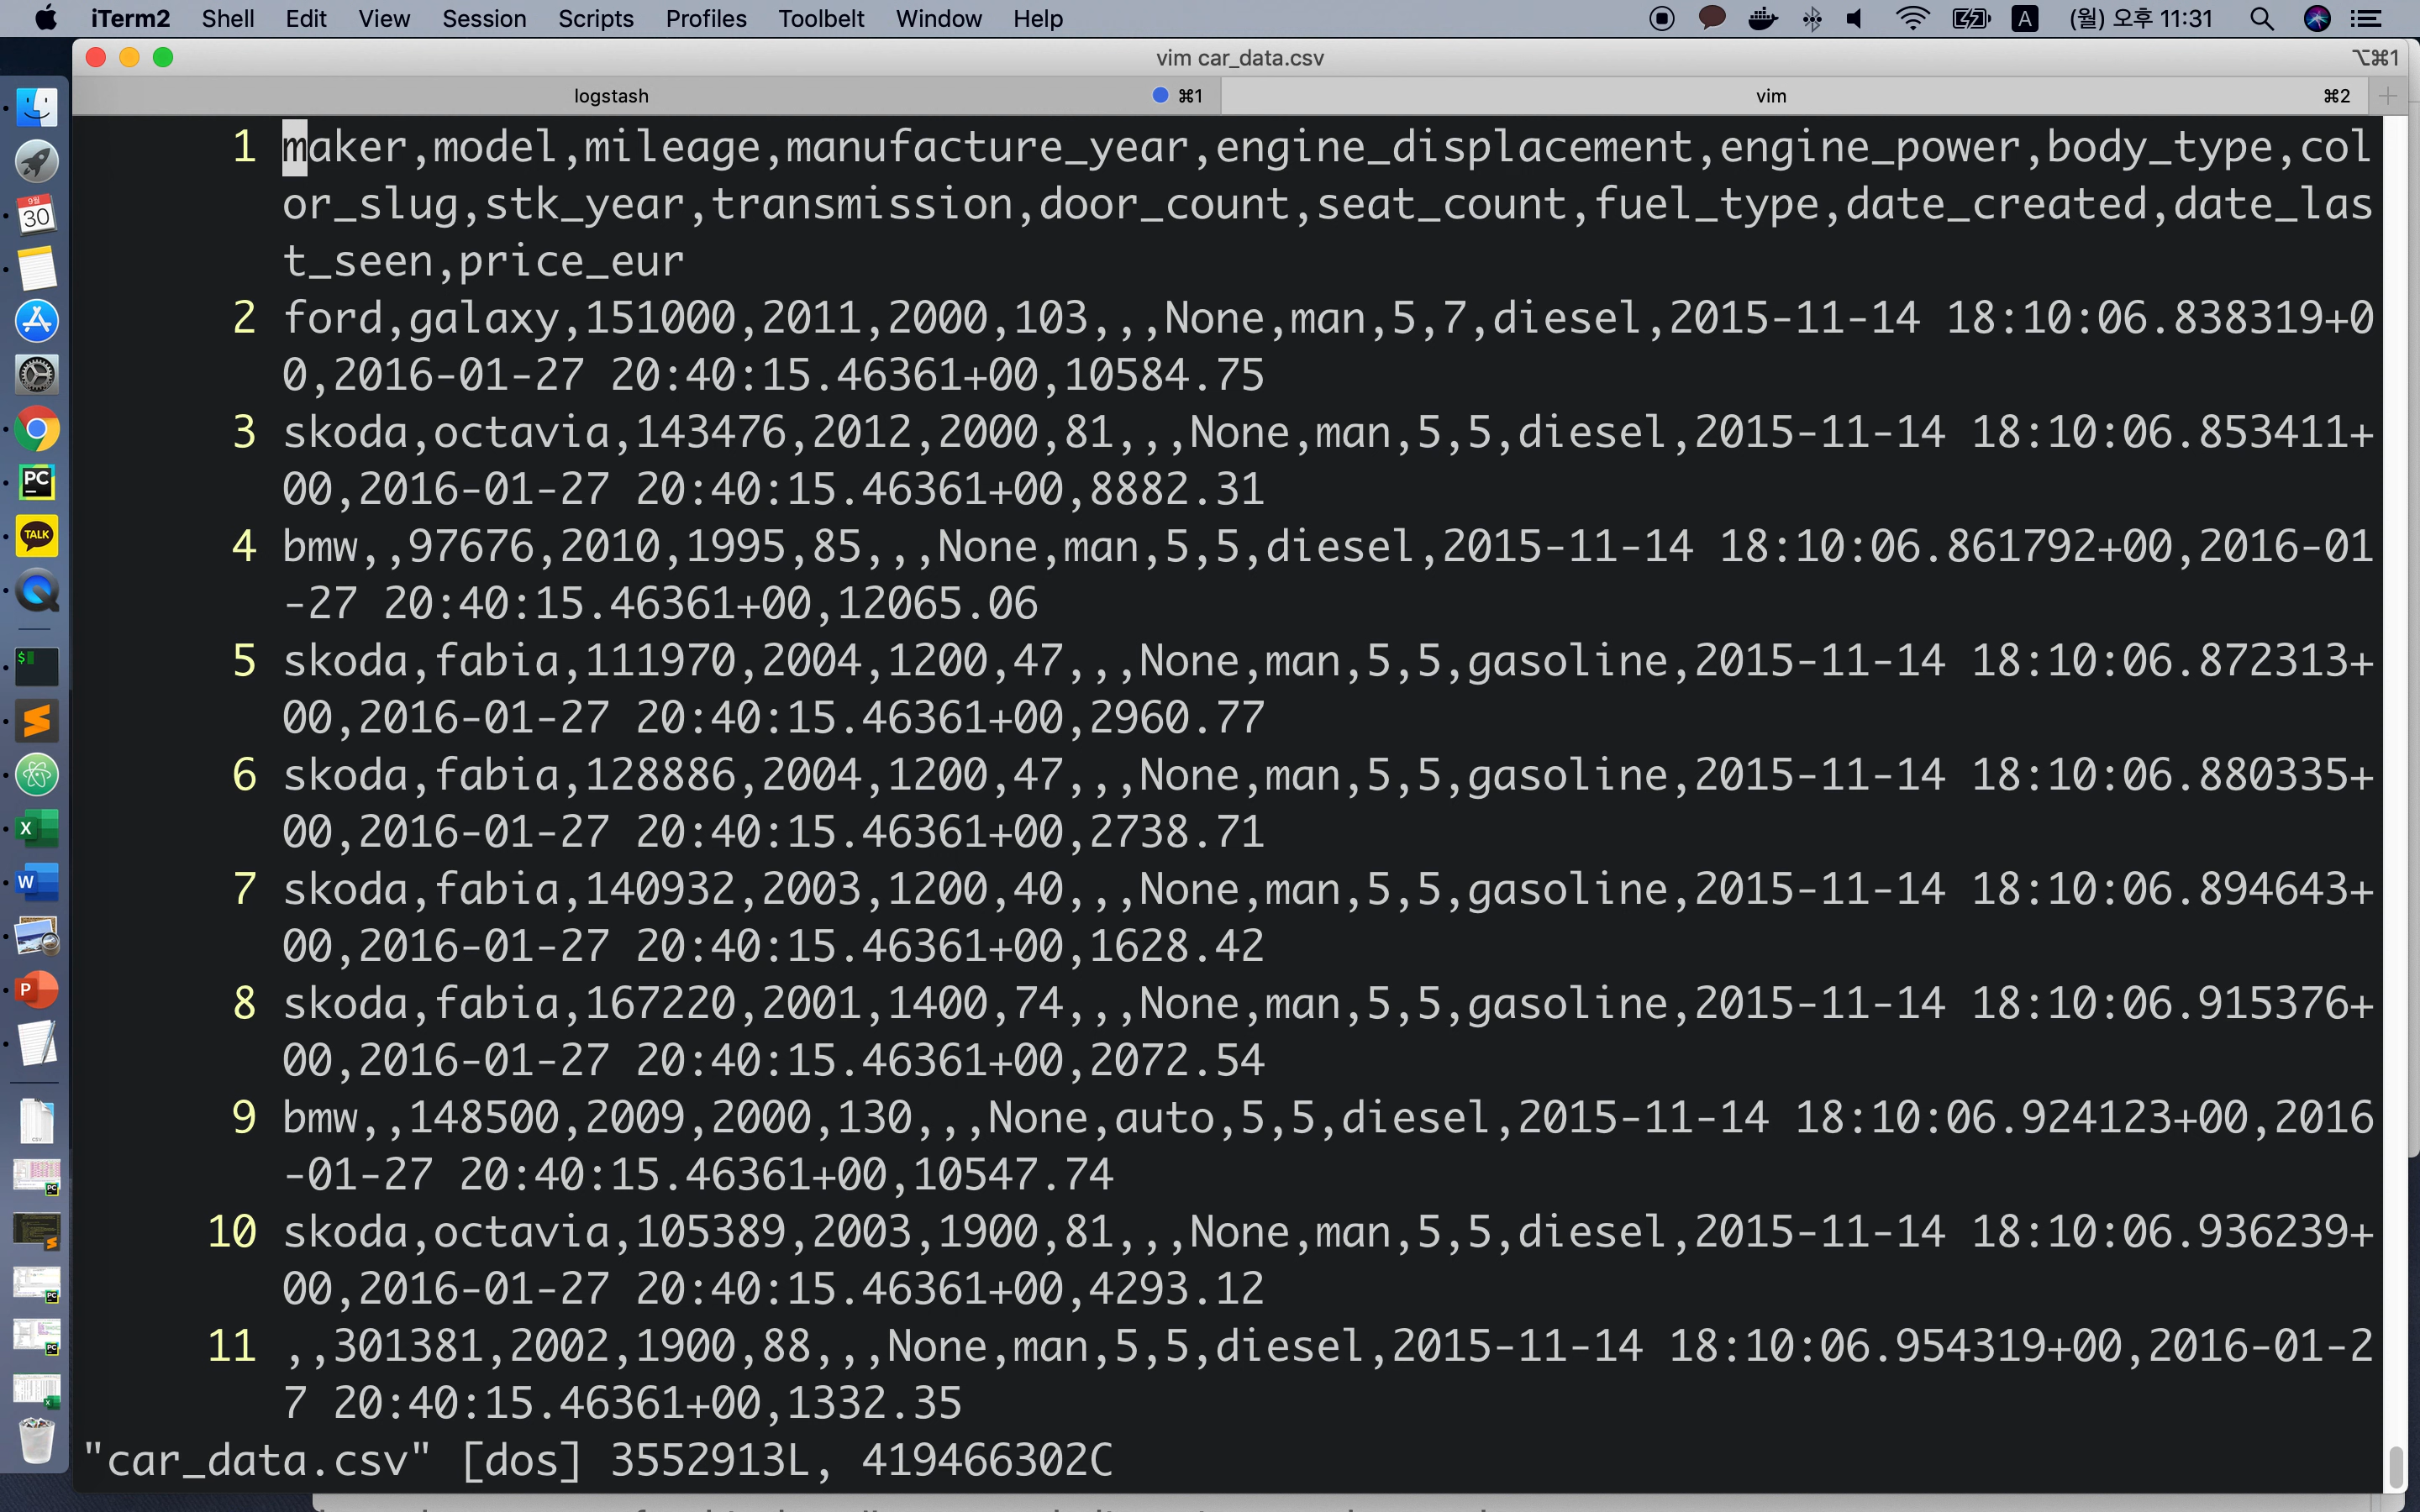 iTerm2 Shell Edit View Session Scripts Profiles Toolbelt Window Help A (월) 오후 11:31
vim car_data.csv ⌥⌘1
logstash ⌘1 vim ⌘2
1 maker,model,mileage,manufacture_year,engine_displacement,engine_power,body_type,col
or_slug,stk_year,transmission,door_count,seat_count,fuel_type,date_created,date_las
t_seen,price_eur
2 ford,galaxy,151000,2011,2000,103,,,None,man,5,7,diesel,2015-11-14 18:10:06.838319+0
0,2016-01-27 20:40:15.46361+00,10584.75
3 skoda,octavia,143476,2012,2000,81,,,None,man,5,5,diesel,2015-11-14 18:10:06.853411+
00,2016-01-27 20:40:15.46361+00,8882.31
4 bmw,,97676,2010,1995,85,,,None,man,5,5,diesel,2015-11-14 18:10:06.861792+00,2016-01
-27 20:40:15.46361+00,12065.06
5 skoda,fabia,111970,2004,1200,47,,,None,man,5,5,gasoline,2015-11-14 18:10:06.872313+
00,2016-01-27 20:40:15.46361+00,2960.77
6 skoda,fabia,128886,2004,1200,47,,,None,man,5,5,gasoline,2015-11-14 18:10:06.880335+
00,2016-01-27 20:40:15.46361+00,2738.71
7 skoda,fabia,140932,2003,1200,40,,,None,man,5,5,gasoline,2015-11-14 18:10:06.894643+
00,2016-01-27 20:40:15.46361+00,1628.42
8 skoda,fabia,167220,2001,1400,74,,,None,man,5,5,gasoline,2015-11-14 18:10:06.915376+
00,2016-01-27 20:40:15.46361+00,2072.54
9 bmw,,148500,2009,2000,130,,,None,auto,5,5,diesel,2015-11-14 18:10:06.924123+00,2016
-01-27 20:40:15.46361+00,10547.74
10 skoda,octavia,105389,2003,1900,81,,,None,man,5,5,diesel,2015-11-14 18:10:06.936239+
00,2016-01-27 20:40:15.46361+00,4293.12
11 ,,301381,2002,1900,88,,,None,man,5,5,diesel,2015-11-14 18:10:06.954319+00,2016-01-2
7 20:40:15.46361+00,1332.35
"car_data.csv" [dos] 3552913L, 419466302C
9월
30
PC
TALK
$
X
W
P